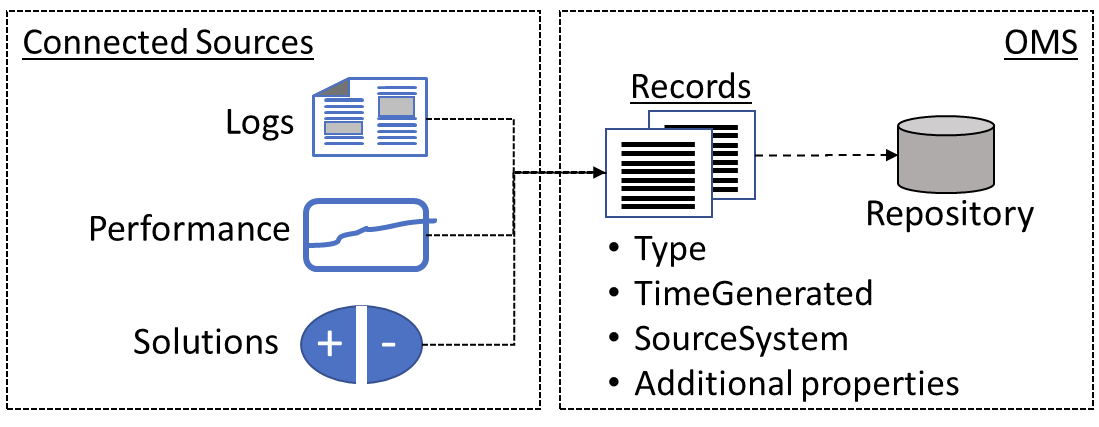 Connected Sources
Logs
Performance
Solutions
+ -
OMS
Records
Repository
• Type
• TimeGenerated
• SourceSystem
• Additional properties